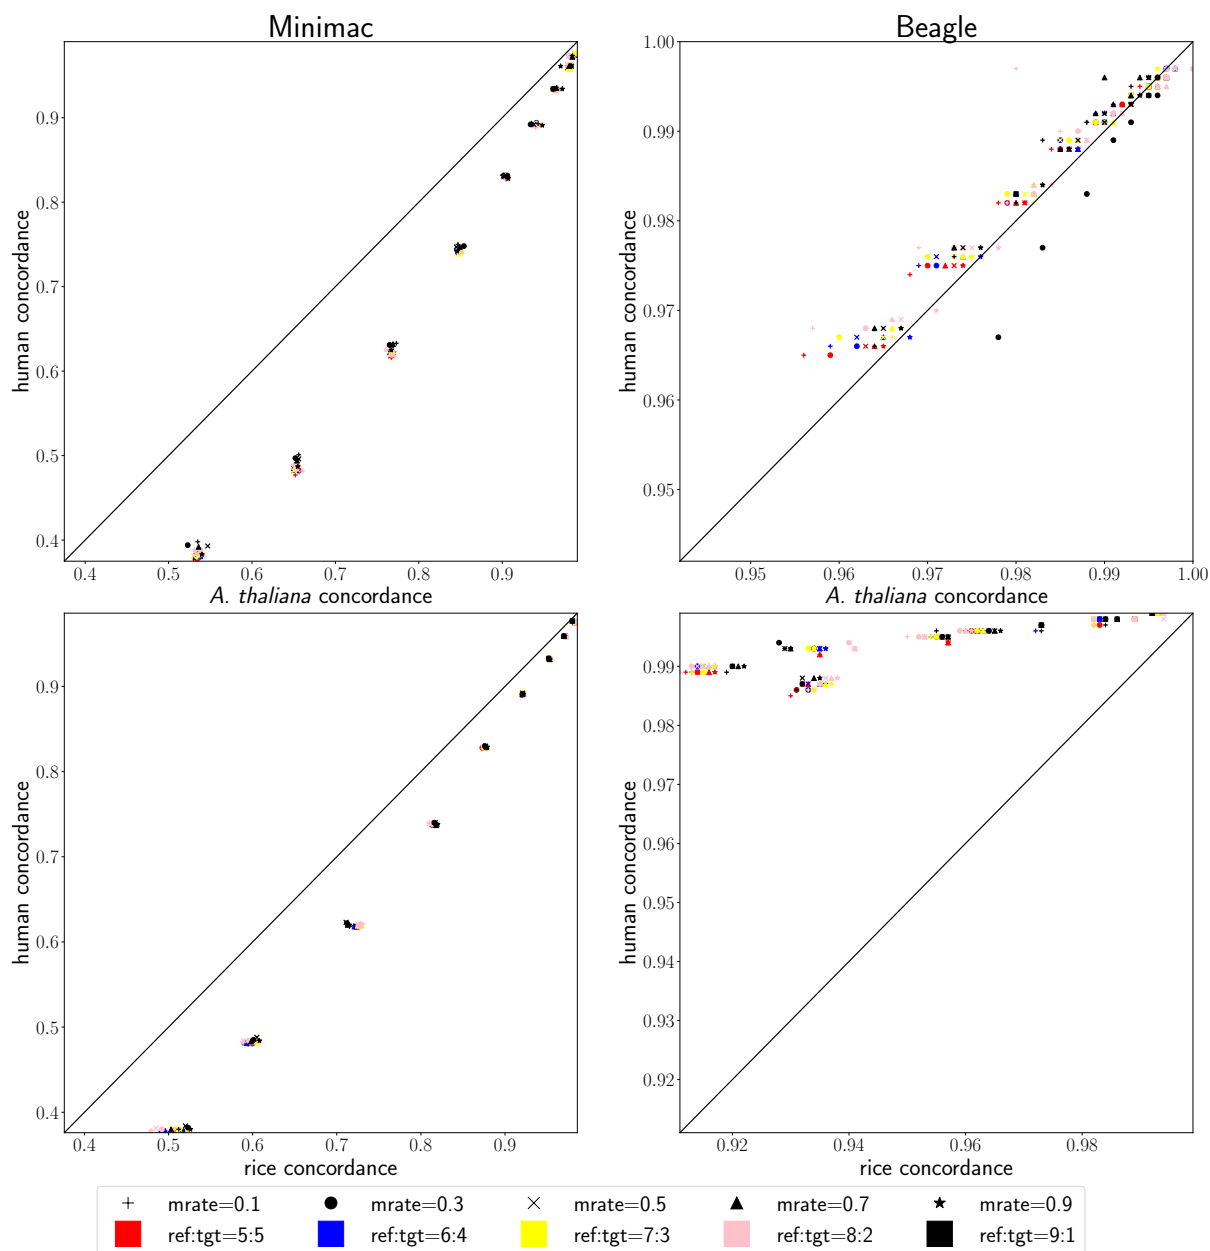 Minimac
Beagle
0.9
0.8
0.7
0.6
0.5
0.4
human concordance
0.4 0.5 0.6 0.7 0.8 0.9
A. thaliana concordance
1.00
0.99
0.98
0.97
0.96
0.95
human concordance
0.95 0.96 0.97 0.98 0.99 1.00
A. thaliana concordance
0.9
0.8
0.7
0.6
0.5
0.4
human concordance
0.4 0.5 0.6 0.7 0.8 0.9
rice concordance
0.99
0.98
0.97
0.96
0.95
0.94
0.93
0.92
human concordance
0.92 0.94 0.96 0.98
rice concordance
mrate=0.1 mrate=0.3 mrate=0.5 mrate=0.7 mrate=0.9
ref:tgt=5:5 ref:tgt=6:4 ref:tgt=7:3 ref:tgt=8:2 ref:tgt=9:1